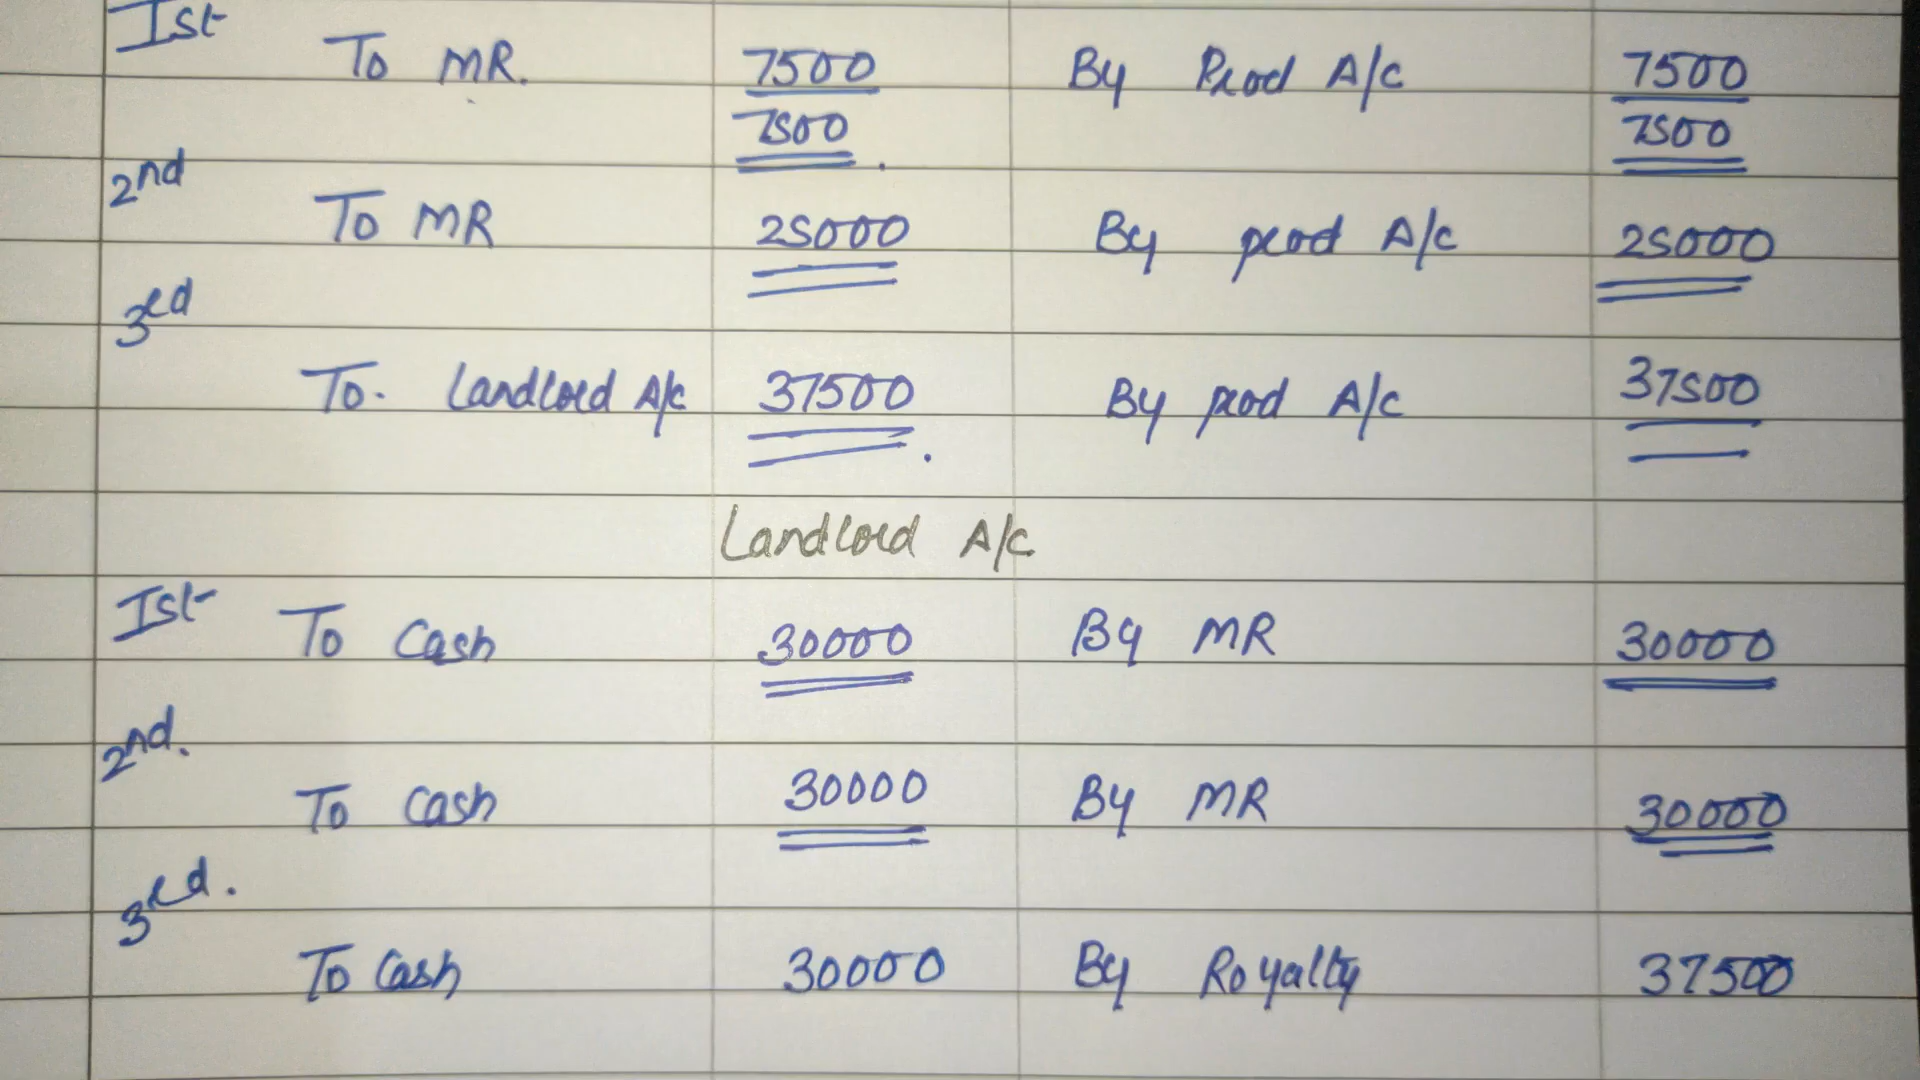 Ist
To MR. 7500 By Prod A/c 7500
7500 7500
2nd
To MR 25000 By prod A/c 25000
3rd
To. Landlord A/c 37500 By prod A/c 37500
Landlord A/c
Ist To Cash 30000 By MR 30000
2nd.
To Cash 30000 By MR 30000
3rd.
To Cash 30000 By Royalty 37500